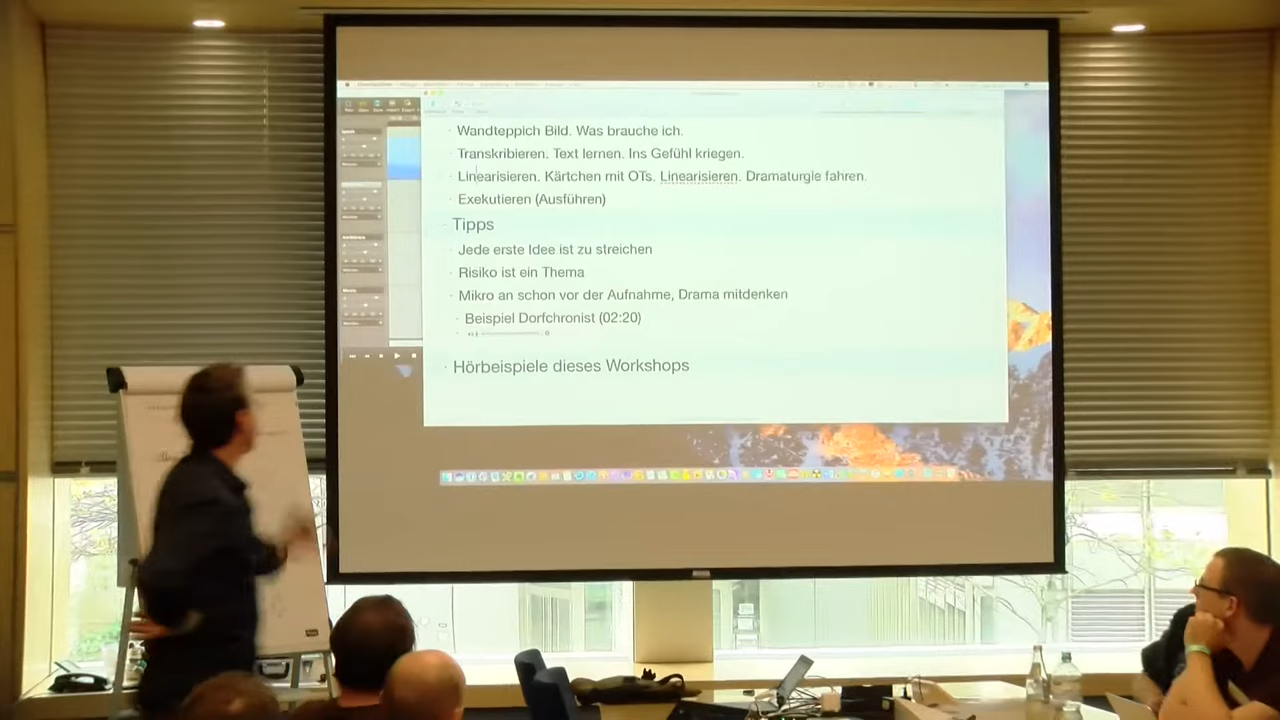 Wandteppich Bild. Was brauche ich.
Transkribieren. Text lernen. Ins Gefühl kriegen.
Linearisieren. Kärtchen mit OTs. Linearisieren. Dramaturgie fahren.
Exekutieren (Ausführen)
Tipps
Jede erste Idee ist zu streichen
Risiko ist ein Thema
Mikro an schon vor der Aufnahme, Drama mitdenken
Beispiel Dorfchronist (02:20)
Hörbeispiele dieses Workshops